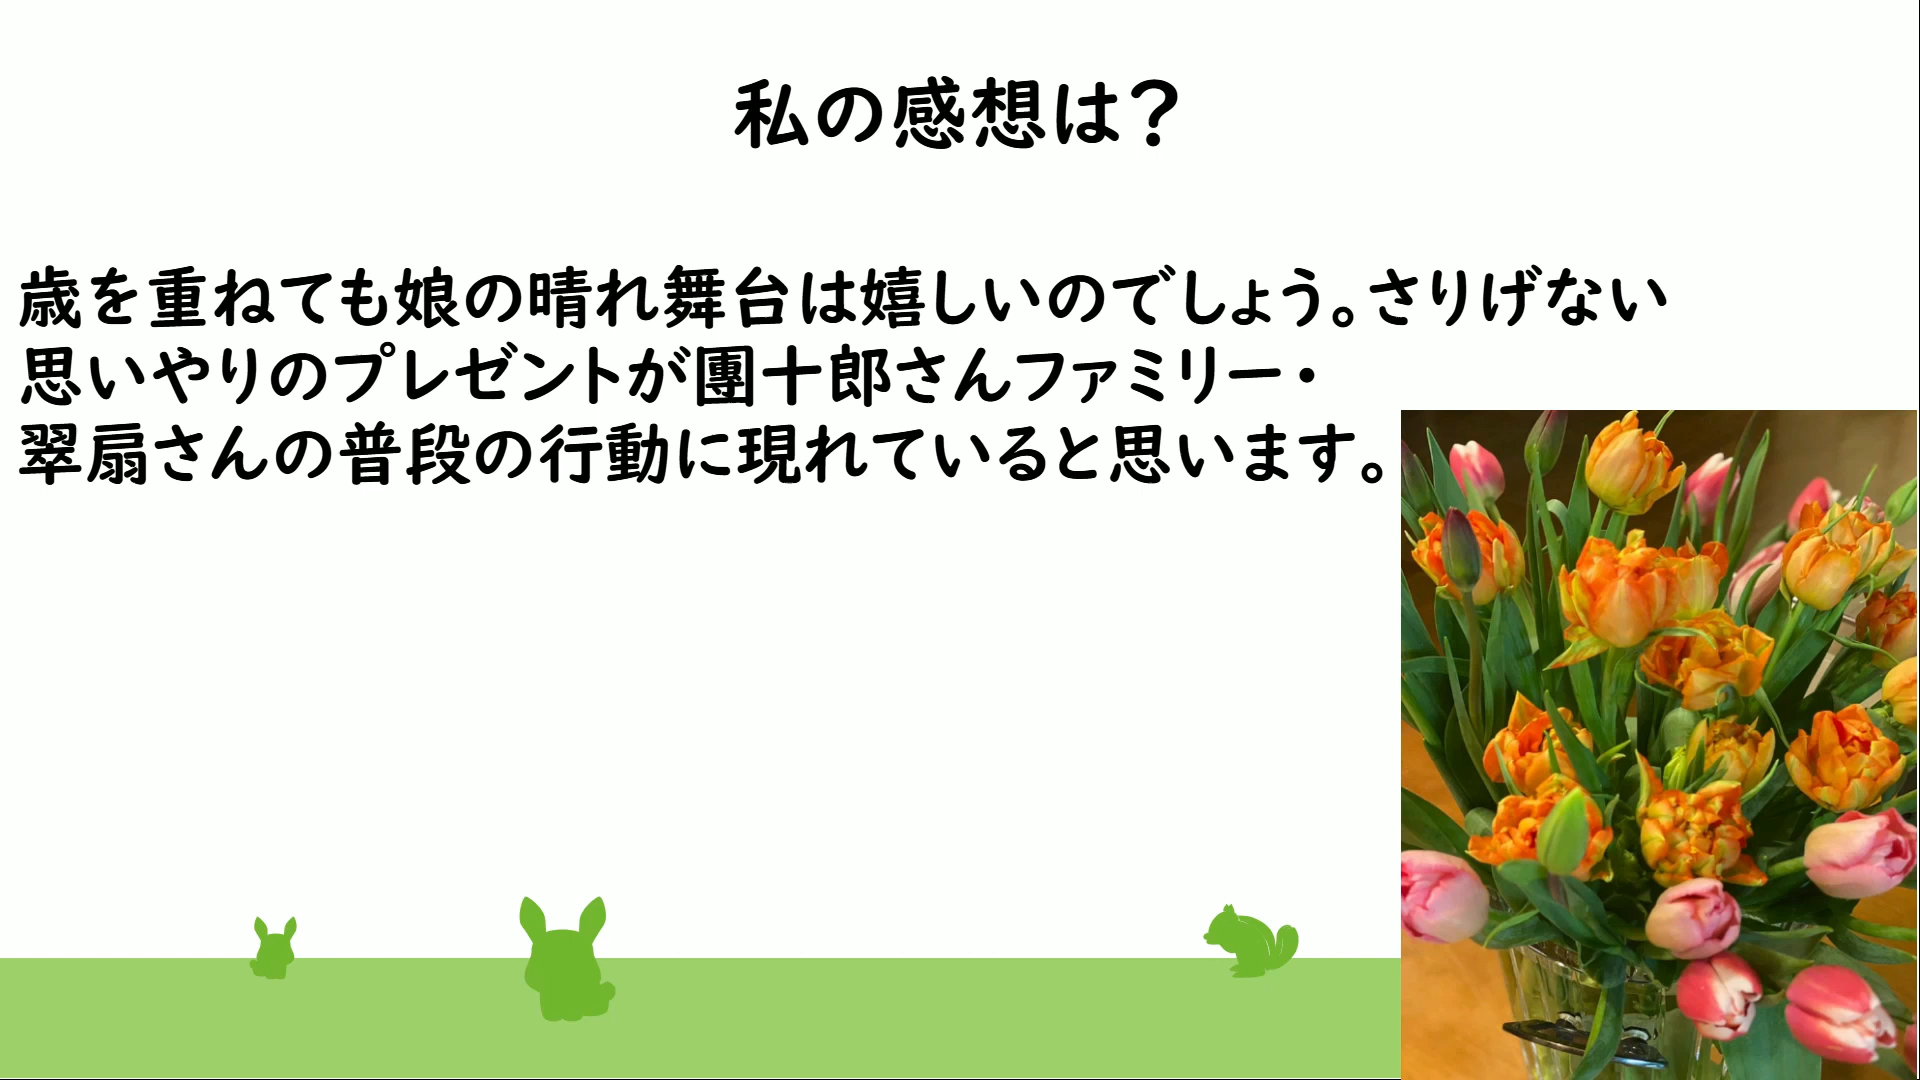 私の感想は？
歳を重ねても娘の晴れ舞台は嬉しいのでしょう。さりげない
思いやりのプレゼントが團十郎さんファミリー・
翠扇さんの普段の行動に現れていると思います。